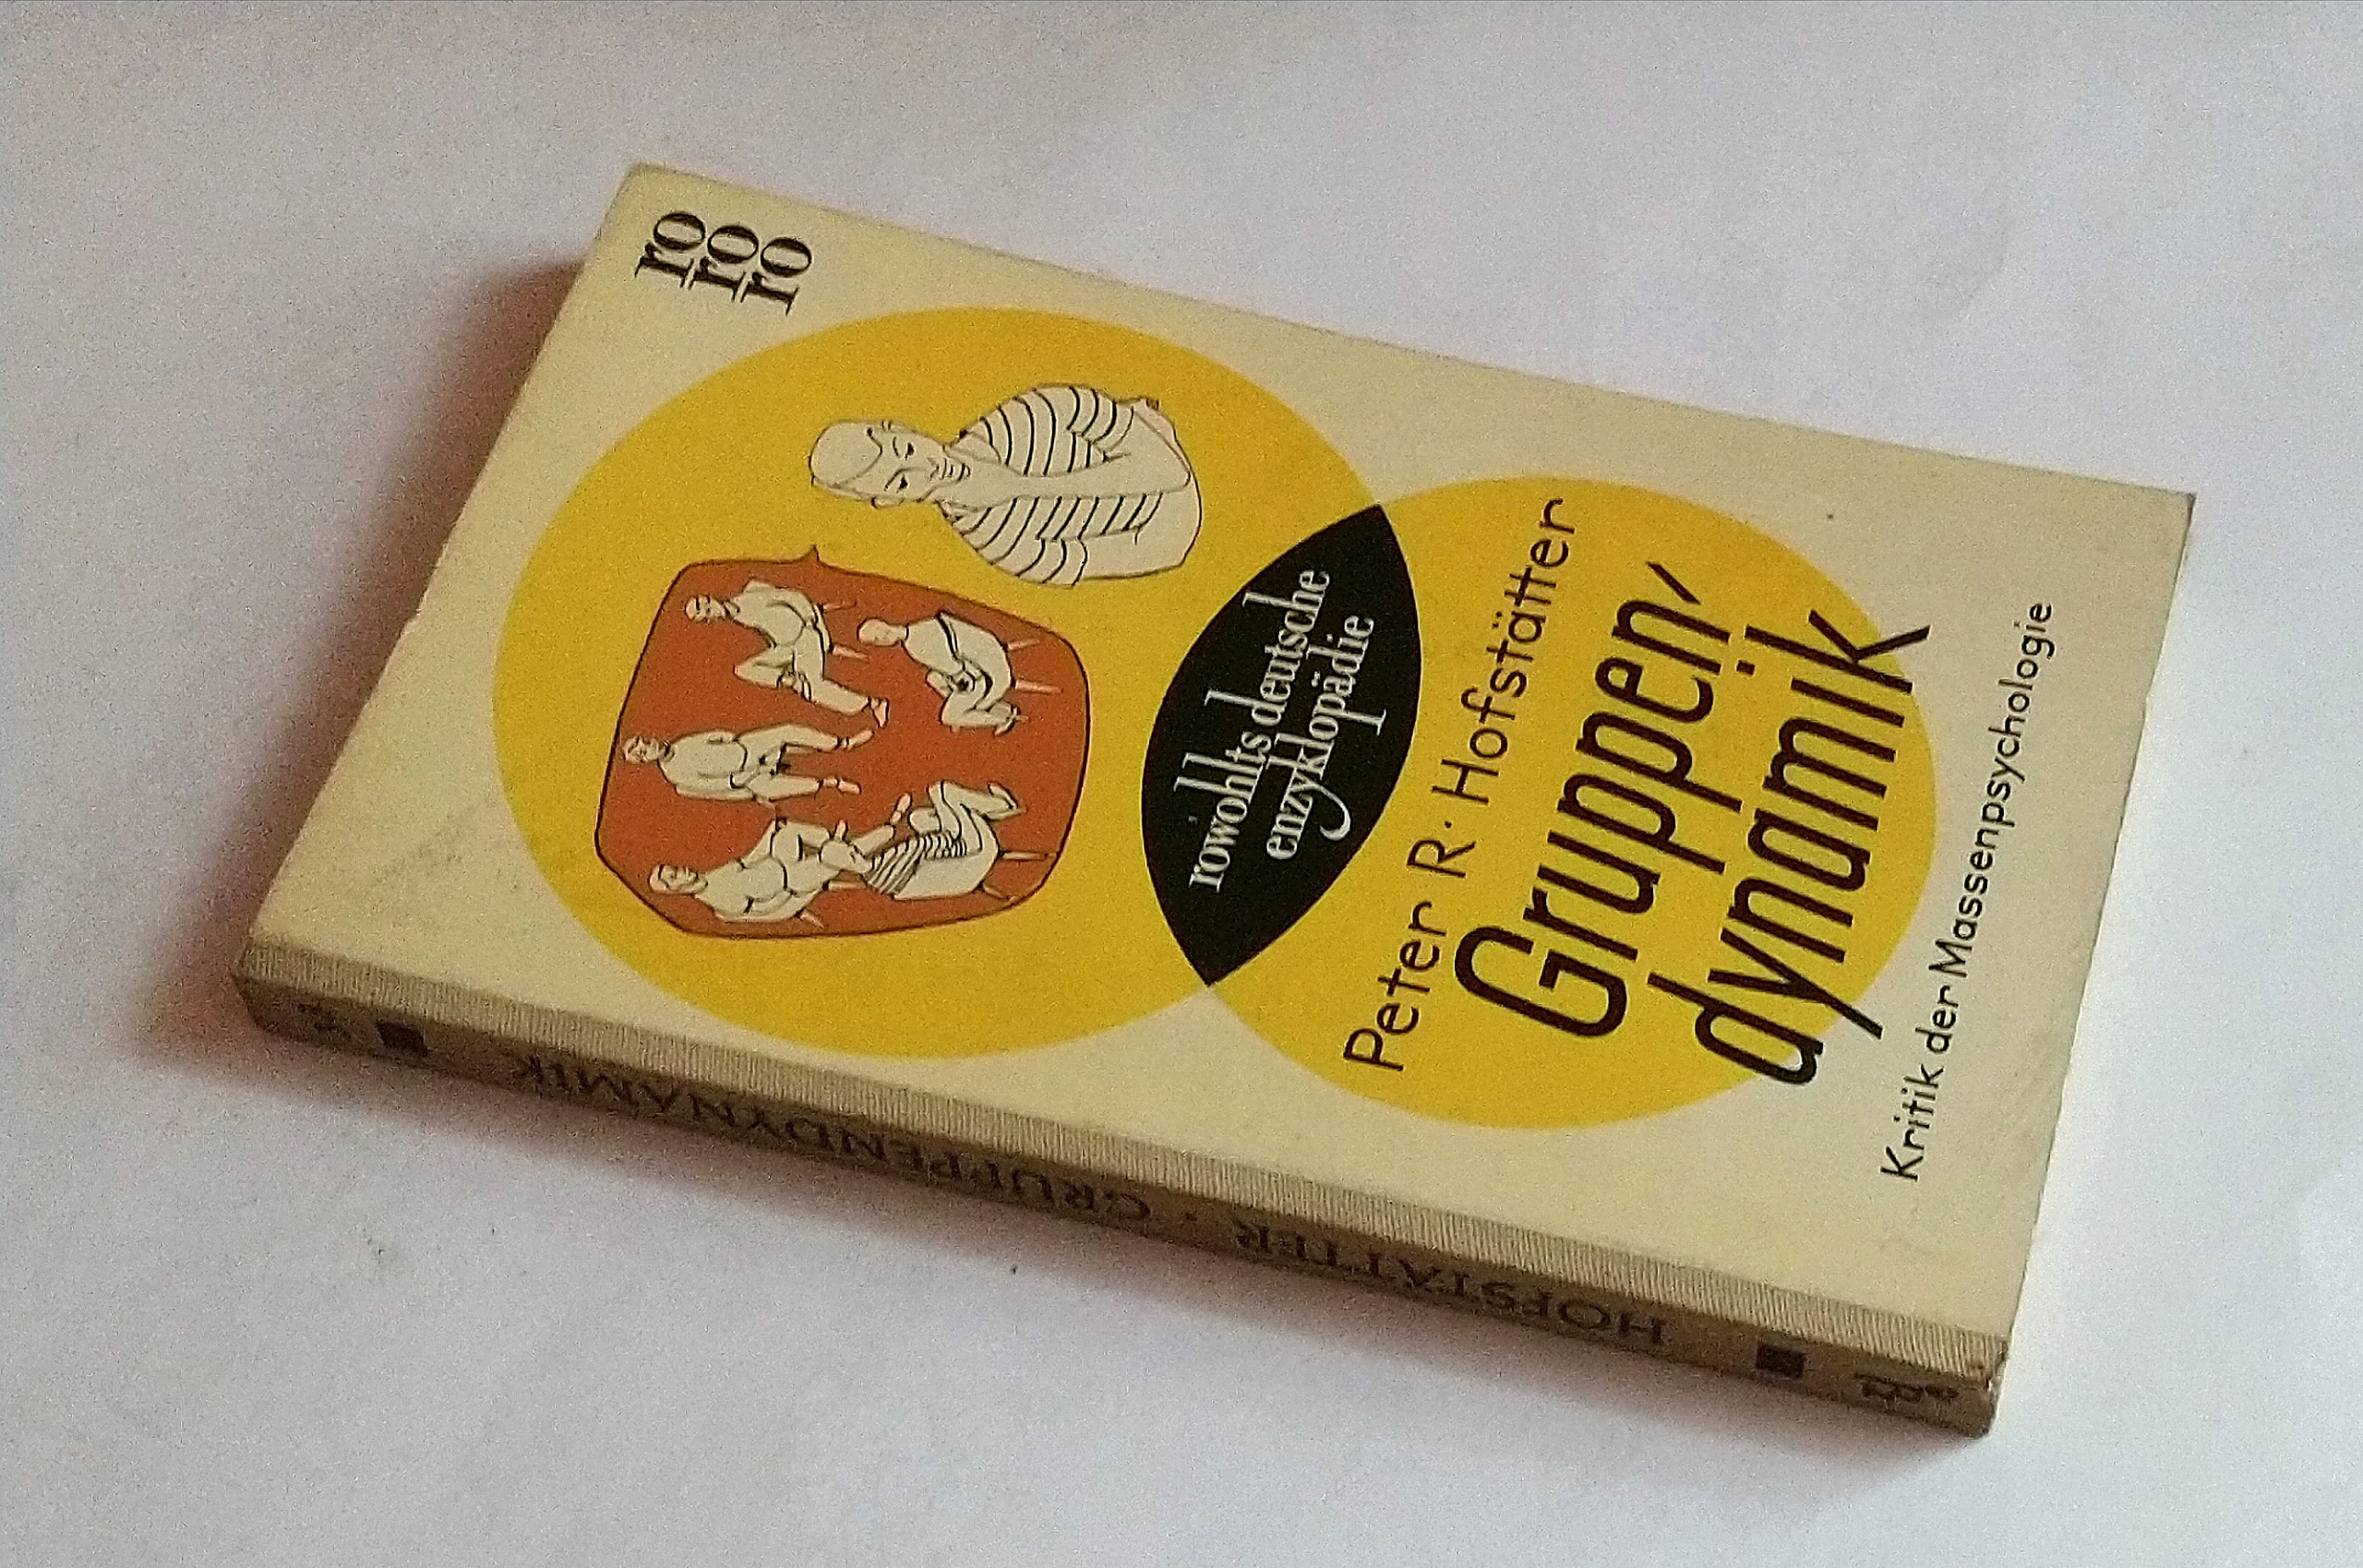 ro
ro
ro
rowohlts deutsche
enzyklopädie
Peter R. Hofstätter
Gruppen-
dynamik
Kritik der Massenpsychologie
HOFSTÄTTER · GRUPPENDYNAMIK